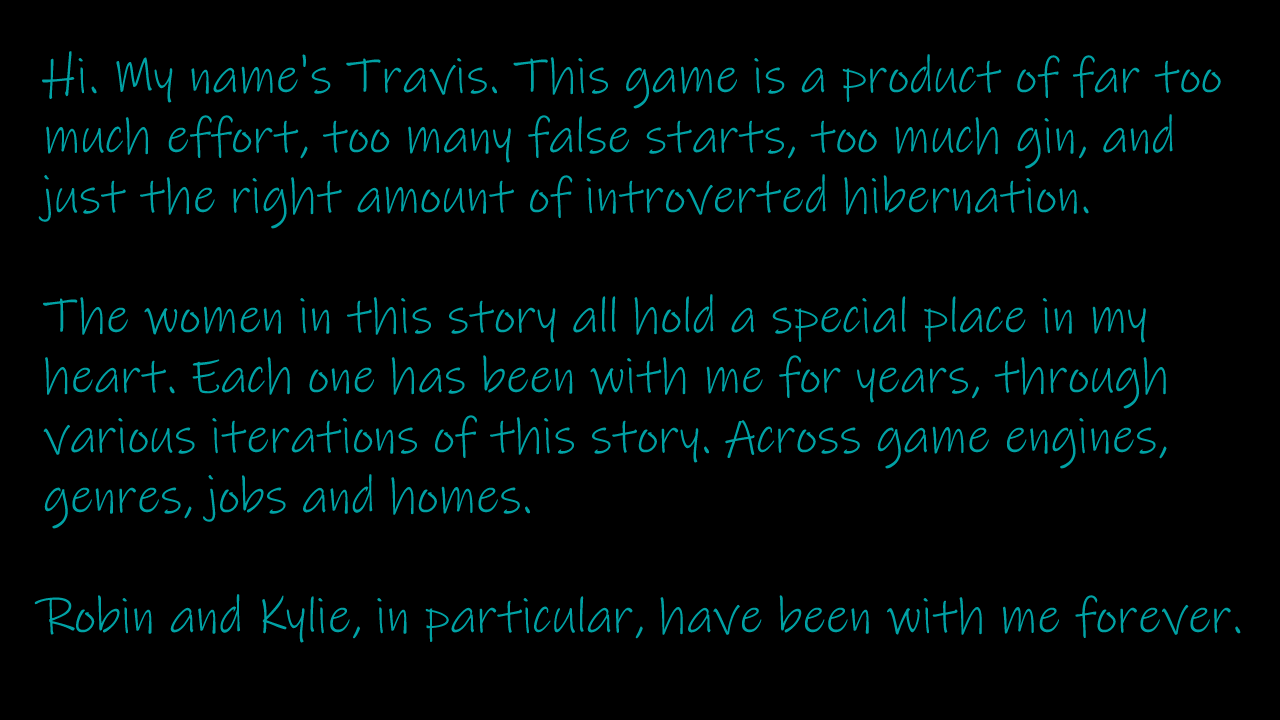 Hi. My name's Travis. This game is a product of far too
much effort, too many false starts, too much gin, and
just the right amount of introverted hibernation.
The women in this story all hold a special place in my
heart. Each one has been with me for years, through
various iterations of this story. Across game engines,
genres, jobs and homes.
Robin and Kylie, in particular, have been with me forever.